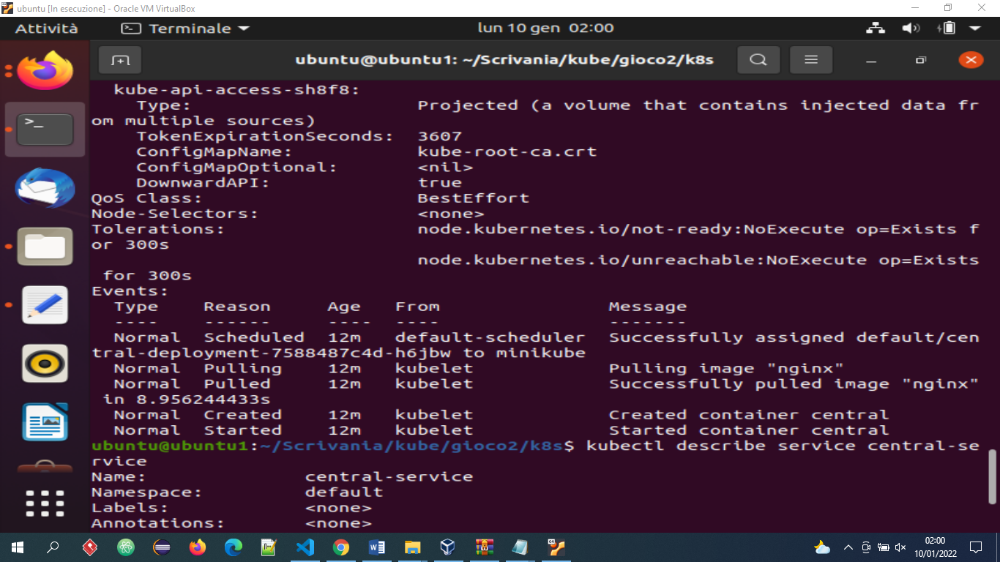 ubuntu [In esecuzione] - Oracle VM VirtualBox
Attività Terminale lun 10 gen 02:00
ubuntu@ubuntu1: ~/Scrivania/kube/gioco2/k8s
  kube-api-access-sh8f8:
    Type:                    Projected (a volume that contains injected data fr
om multiple sources)
    TokenExpirationSeconds:  3607
    ConfigMapName:           kube-root-ca.crt
    ConfigMapOptional:       <nil>
    DownwardAPI:             true
QoS Class:                   BestEffort
Node-Selectors:              <none>
Tolerations:                 node.kubernetes.io/not-ready:NoExecute op=Exists f
or 300s
                             node.kubernetes.io/unreachable:NoExecute op=Exists
 for 300s
Events:
  Type    Reason     Age   From               Message
  ----    ------     ----  ----               -------
  Normal  Scheduled  12m   default-scheduler  Successfully assigned default/cen
tral-deployment-7588487c4d-h6jbw to minikube
  Normal  Pulling    12m   kubelet            Pulling image "nginx"
  Normal  Pulled     12m   kubelet            Successfully pulled image "nginx"
 in 8.956244433s
  Normal  Created    12m   kubelet            Created container central
  Normal  Started    12m   kubelet            Started container central
ubuntu@ubuntu1:~/Scrivania/kube/gioco2/k8s$ kubectl describe service central-se
rvice
Name:              central-service
Namespace:         default
Labels:            <none>
Annotations:       <none>
02:00
10/01/2022